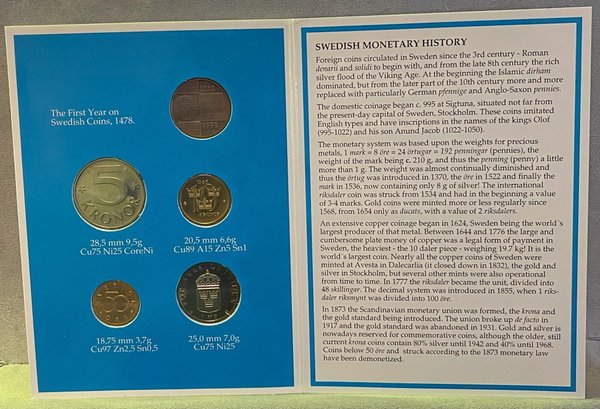 The First Year on
Swedish Coins, 1478.
5
KRONOR
28,5 mm 9,5g
Cu75 Ni25 CoreNi
20,5 mm 6,6g
Cu89 A15 Zn5 Sn1
50
18,75 mm 3,7g
Cu97 Zn2,5 Sn0,5
25,0 mm 7,0g
Cu75 Ni25
SWEDISH MONETARY HISTORY
Foreign coins circulated in Sweden since the 3rd century - Roman
denarii and solidi to begin with, and from the late 8th century the rich
silver flood of the Viking Age. At the beginning the Islamic dirham
dominated, but from the later part of the 10th century more and more
replaced with particularly German pfennige and Anglo-Saxon pennies.
The domestic coinage began c. 995 at Sigtuna, situated not far from
the present-day capital of Sweden, Stockholm. These coins imitated
English types and have inscriptions in the names of the kings Olof
(995-1022) and his son Anund Jacob (1022-1050).
The monetary system was based upon the weights for precious
metals, 1 mark = 8 öre = 24 örtugar = 192 penningar (pennies), the
weight of the mark being c. 210 g, and thus the penning (penny) a little
more than 1 g. The weight was almost continually diminished and
thus the örtug was introduced in 1370, the öre in 1522 and finally the
mark in 1536, now containing only 8 g of silver! The international
riksdaler coin was struck from 1534 and had in the beginning a value
of 3-4 marks. Gold coins were minted more or less regularly since
1568, from 1654 only as ducats, with a value of 2 riksdalers.
An extensive copper coinage began in 1624, Sweden being the world´s
largest producer of that metal. Between 1644 and 1776 the large and
cumbersome plate money of copper was a legal form of payment in
Sweden, the heaviest - the 10 daler piece - weighing 19.7 kg! It is the
world´s largest coin. Nearly all the copper coins of Sweden were
minted at Avesta in Dalecarlia (it closed down in 1832), the gold and
silver in Stockholm, but several other mints were also operational
from time to time. In 1777 the riksdaler became the unit, divided into
48 skillingar. The decimal system was introduced in 1855, when 1 riks-
daler riksmynt was divided into 100 öre.
In 1873 the Scandinavian monetary union was formed, the krona and
the gold standard being introduced. The union broke up de facto in
1917 and the gold standard was abandoned in 1931. Gold and silver is
nowadays reserved for commemorative coins, although the older, still
current krona coins contain 80% silver until 1942 and 40% until 1968.
Coins below 50 öre and struck according to the 1873 monetary law
have been demonetized.